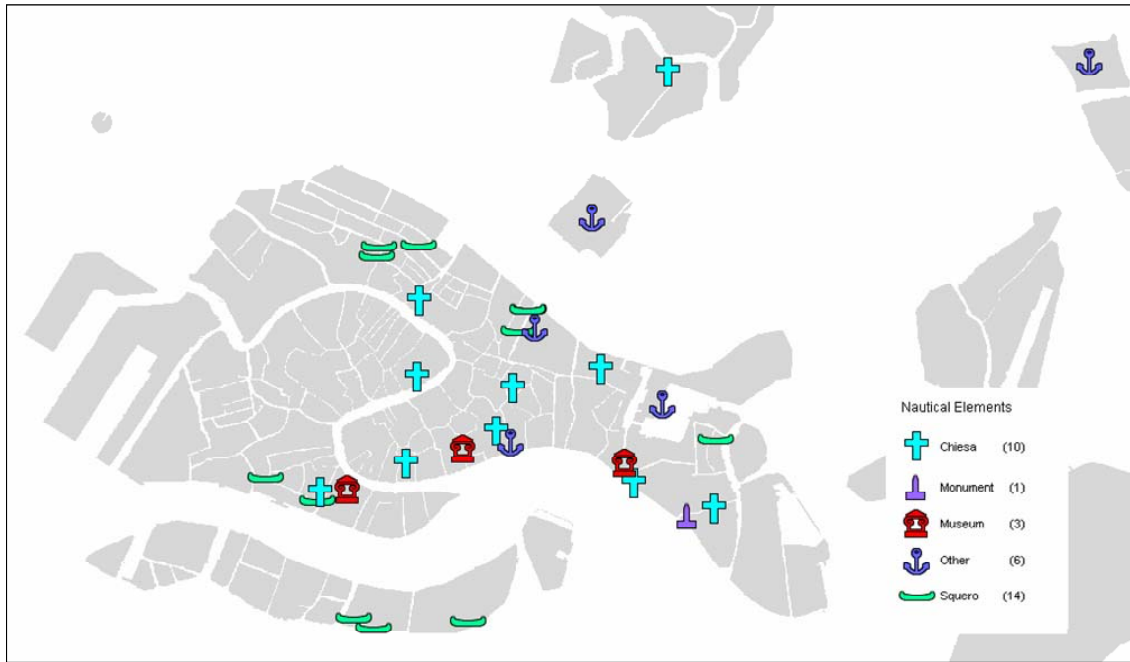 Nautical Elements
Chiesa (10)
Monument (1)
Museum (3)
Other (6)
Squero (14)